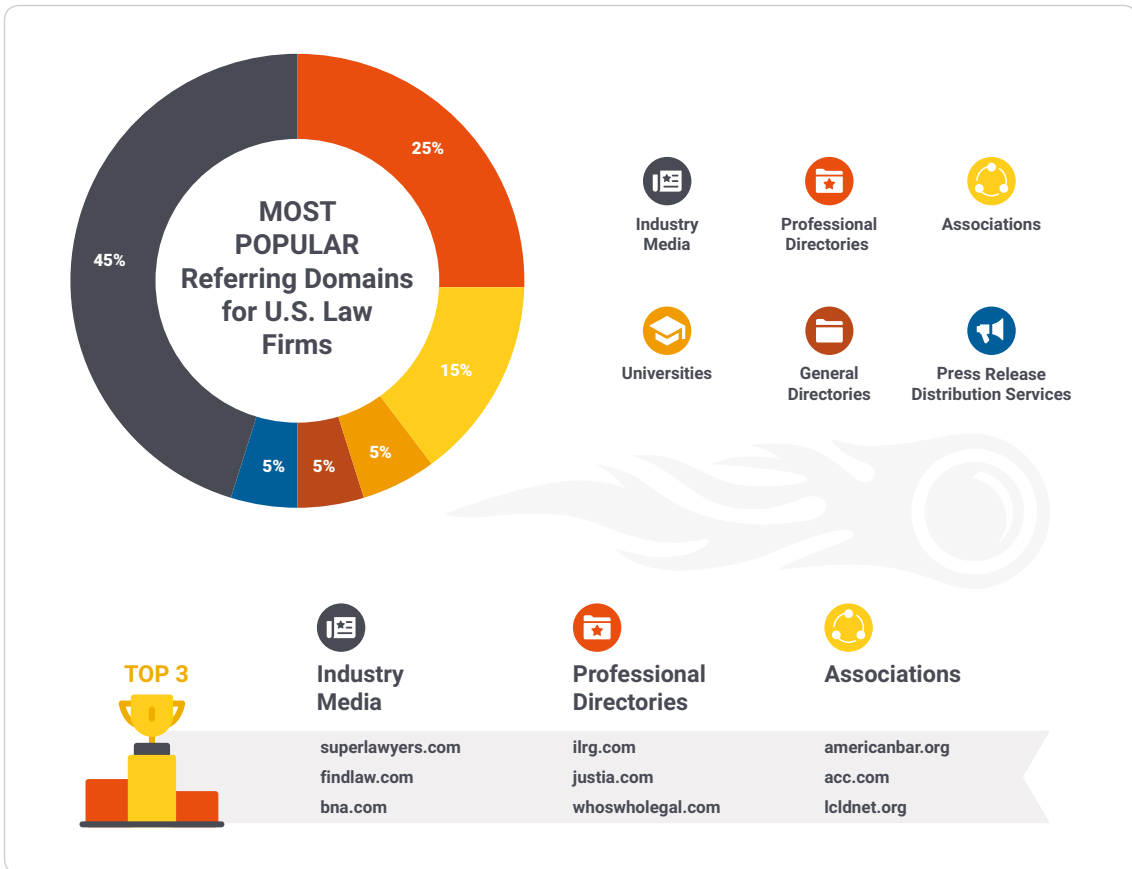 MOST
POPULAR
Referring Domains
for U.S. Law
Firms
25%
45%
15%
5%
5%
5%
Industry
Media
Professional
Directories
Associations
Universities
General
Directories
Press Release
Distribution Services
TOP 3
Industry
Media
superlawyers.com
findlaw.com
bna.com
Professional
Directories
ilrg.com
justia.com
whoswholegal.com
Associations
americanbar.org
acc.com
lcldnet.org